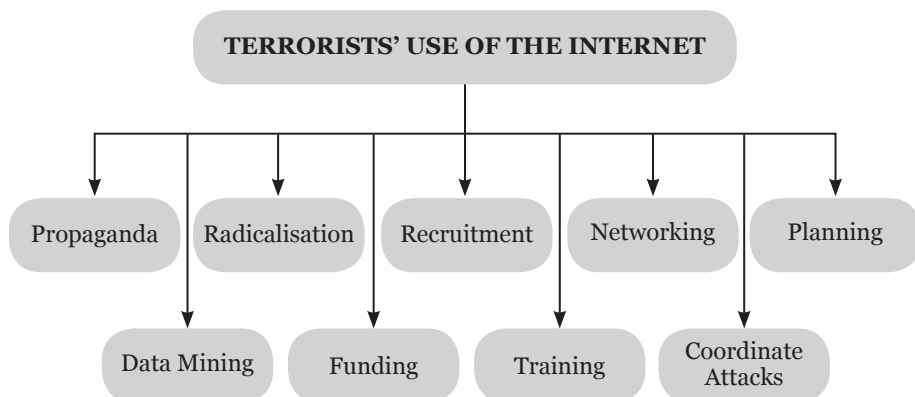 TERRORISTS’ USE OF THE INTERNET
Propaganda
Radicalisation
Recruitment
Networking
Planning
Data Mining
Funding
Training
Coordinate
Attacks